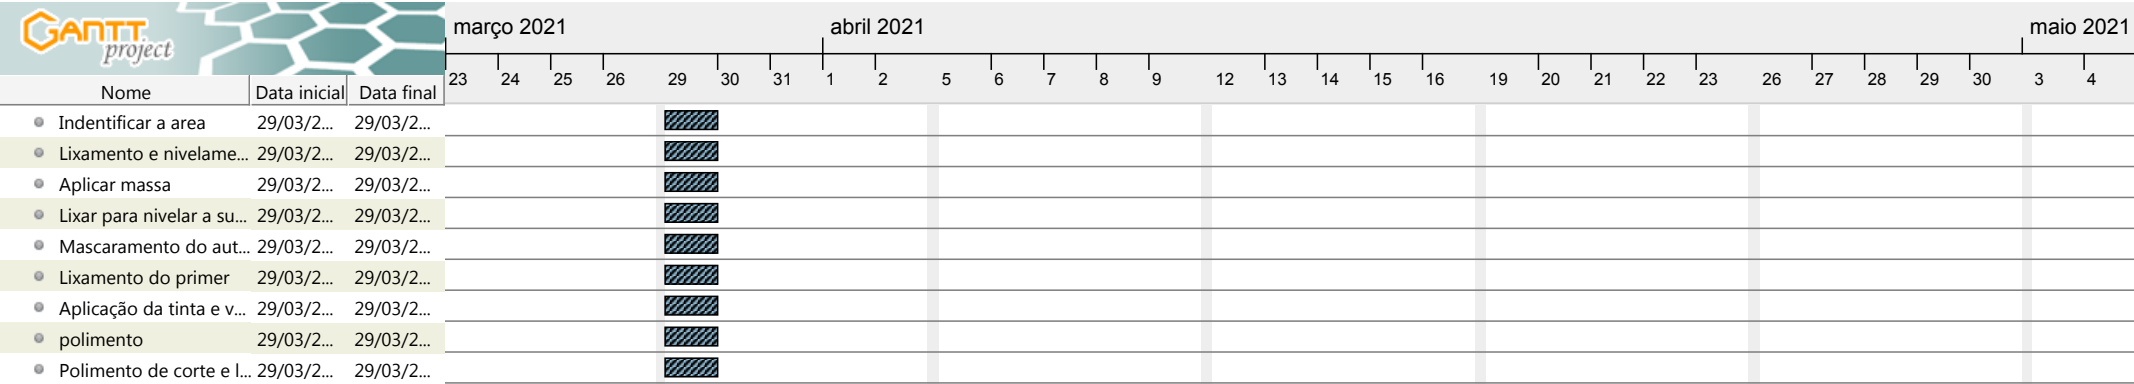 GANTT
project
março 2021 abril 2021 maio 2021
23 24 25 26 29 30 31 1 2 5 6 7 8 9 12 13 14 15 16 19 20 21 22 23 26 27 28 29 30 3 4
Nome Data inicial Data final
Indentificar a area 29/03/2... 29/03/2...
Lixamento e nivelame... 29/03/2... 29/03/2...
Aplicar massa 29/03/2... 29/03/2...
Lixar para nivelar a su... 29/03/2... 29/03/2...
Mascaramento do aut... 29/03/2... 29/03/2...
Lixamento do primer 29/03/2... 29/03/2...
Aplicação da tinta e v... 29/03/2... 29/03/2...
polimento 29/03/2... 29/03/2...
Polimento de corte e l... 29/03/2... 29/03/2...